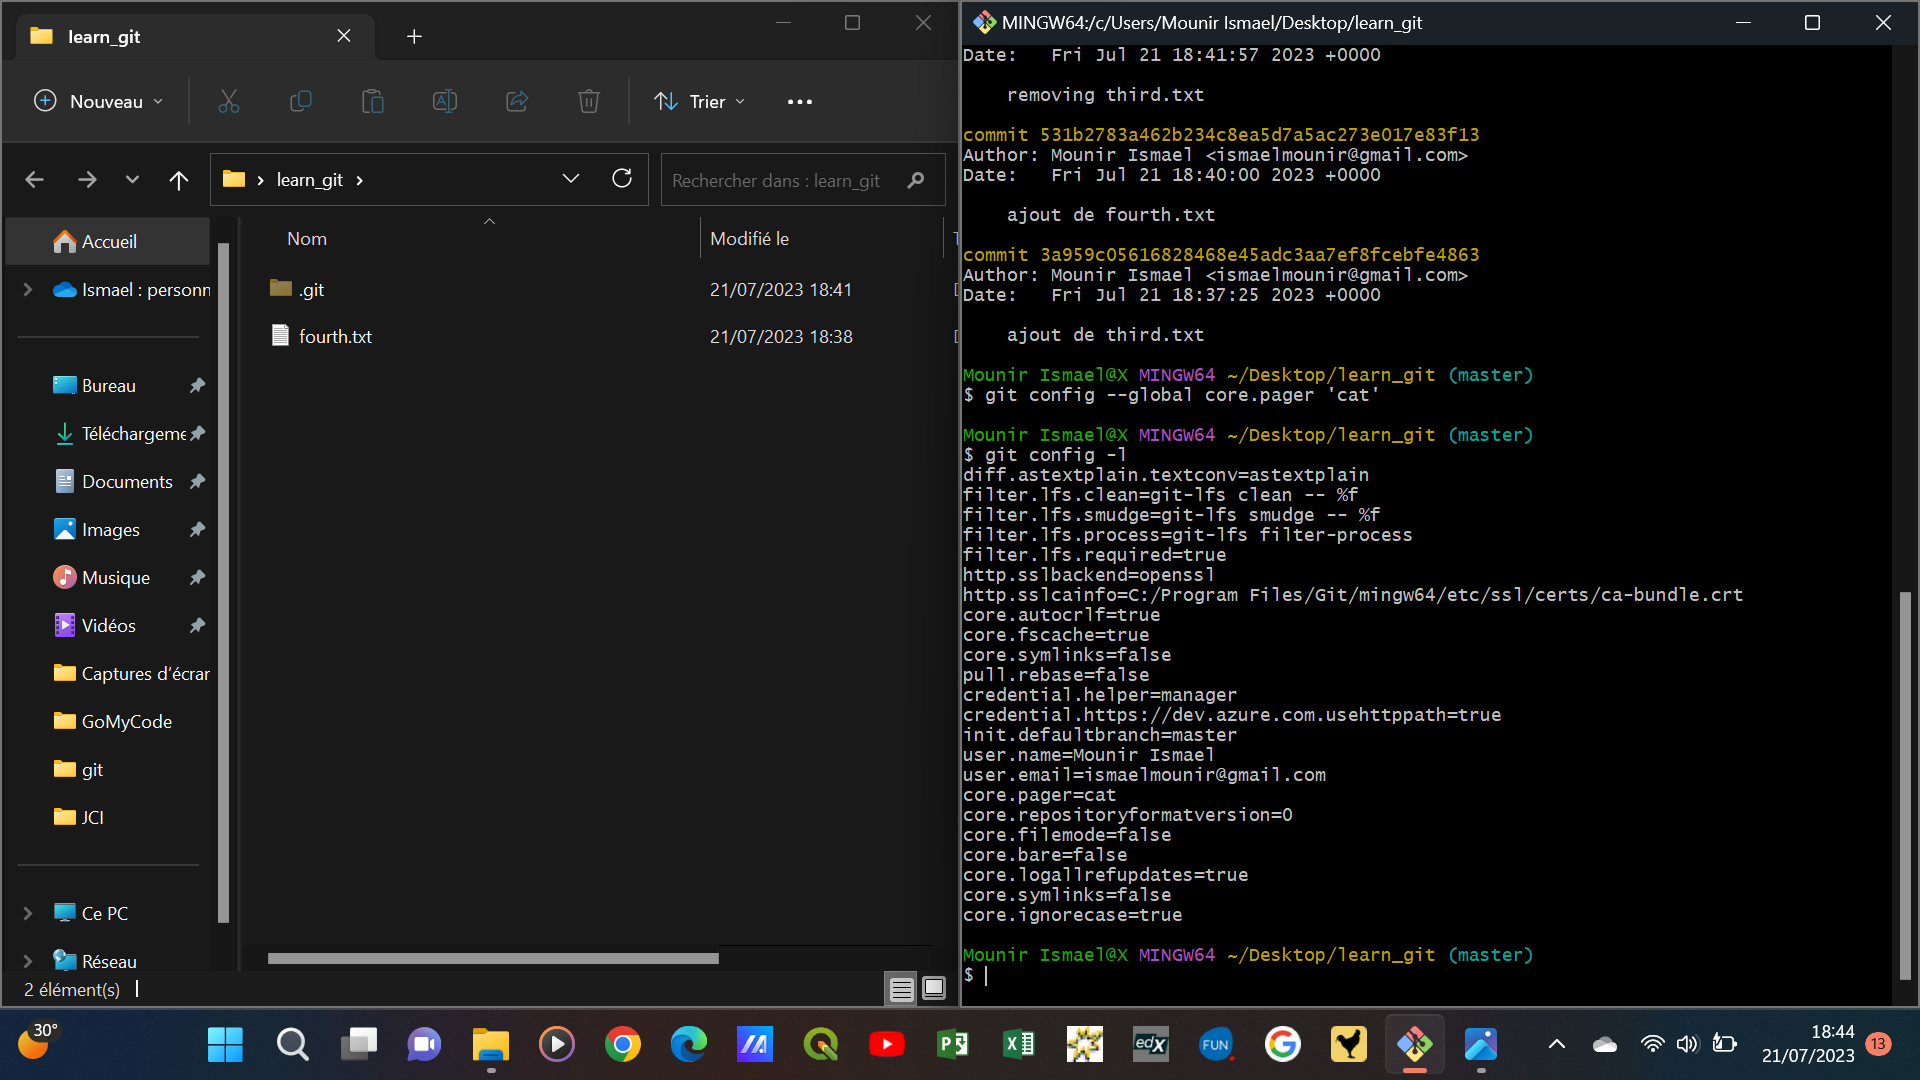 learn_git
Nouveau
Trier
learn_git
Rechercher dans : learn_git
Accueil
Ismael : personn
Bureau
Téléchargeme
Documents
Images
Musique
Vidéos
Captures d'écrar
GoMyCode
git
JCI
Ce PC
Réseau
Nom
Modifié le
.git
21/07/2023 18:41
fourth.txt
21/07/2023 18:38
2 élément(s)
MINGW64:/c/Users/Mounir Ismael/Desktop/learn_git
Date:   Fri Jul 21 18:41:57 2023 +0000
removing third.txt
commit 531b2783a462b234c8ea5d7a5ac273e017e83f13
Author: Mounir Ismael <ismaelmounir@gmail.com>
Date:   Fri Jul 21 18:40:00 2023 +0000
ajout de fourth.txt
commit 3a959c05616828468e45adc3aa7ef8fcebfe4863
Author: Mounir Ismael <ismaelmounir@gmail.com>
Date:   Fri Jul 21 18:37:25 2023 +0000
ajout de third.txt
Mounir Ismael@X MINGW64 ~/Desktop/learn_git (master)
$ git config --global core.pager 'cat'
Mounir Ismael@X MINGW64 ~/Desktop/learn_git (master)
$ git config -l
diff.astextplain.textconv=astextplain
filter.lfs.clean=git-lfs clean -- %f
filter.lfs.smudge=git-lfs smudge -- %f
filter.lfs.process=git-lfs filter-process
filter.lfs.required=true
http.sslbackend=openssl
http.sslcainfo=C:/Program Files/Git/mingw64/etc/ssl/certs/ca-bundle.crt
core.autocrlf=true
core.fscache=true
core.symlinks=false
pull.rebase=false
credential.helper=manager
credential.https://dev.azure.com.usehttppath=true
init.defaultbranch=master
user.name=Mounir Ismael
user.email=ismaelmounir@gmail.com
core.pager=cat
core.repositoryformatversion=0
core.filemode=false
core.bare=false
core.logallrefupdates=true
core.symlinks=false
core.ignorecase=true
Mounir Ismael@X MINGW64 ~/Desktop/learn_git (master)
$
30°
edX
FUN
18:44
21/07/2023
13